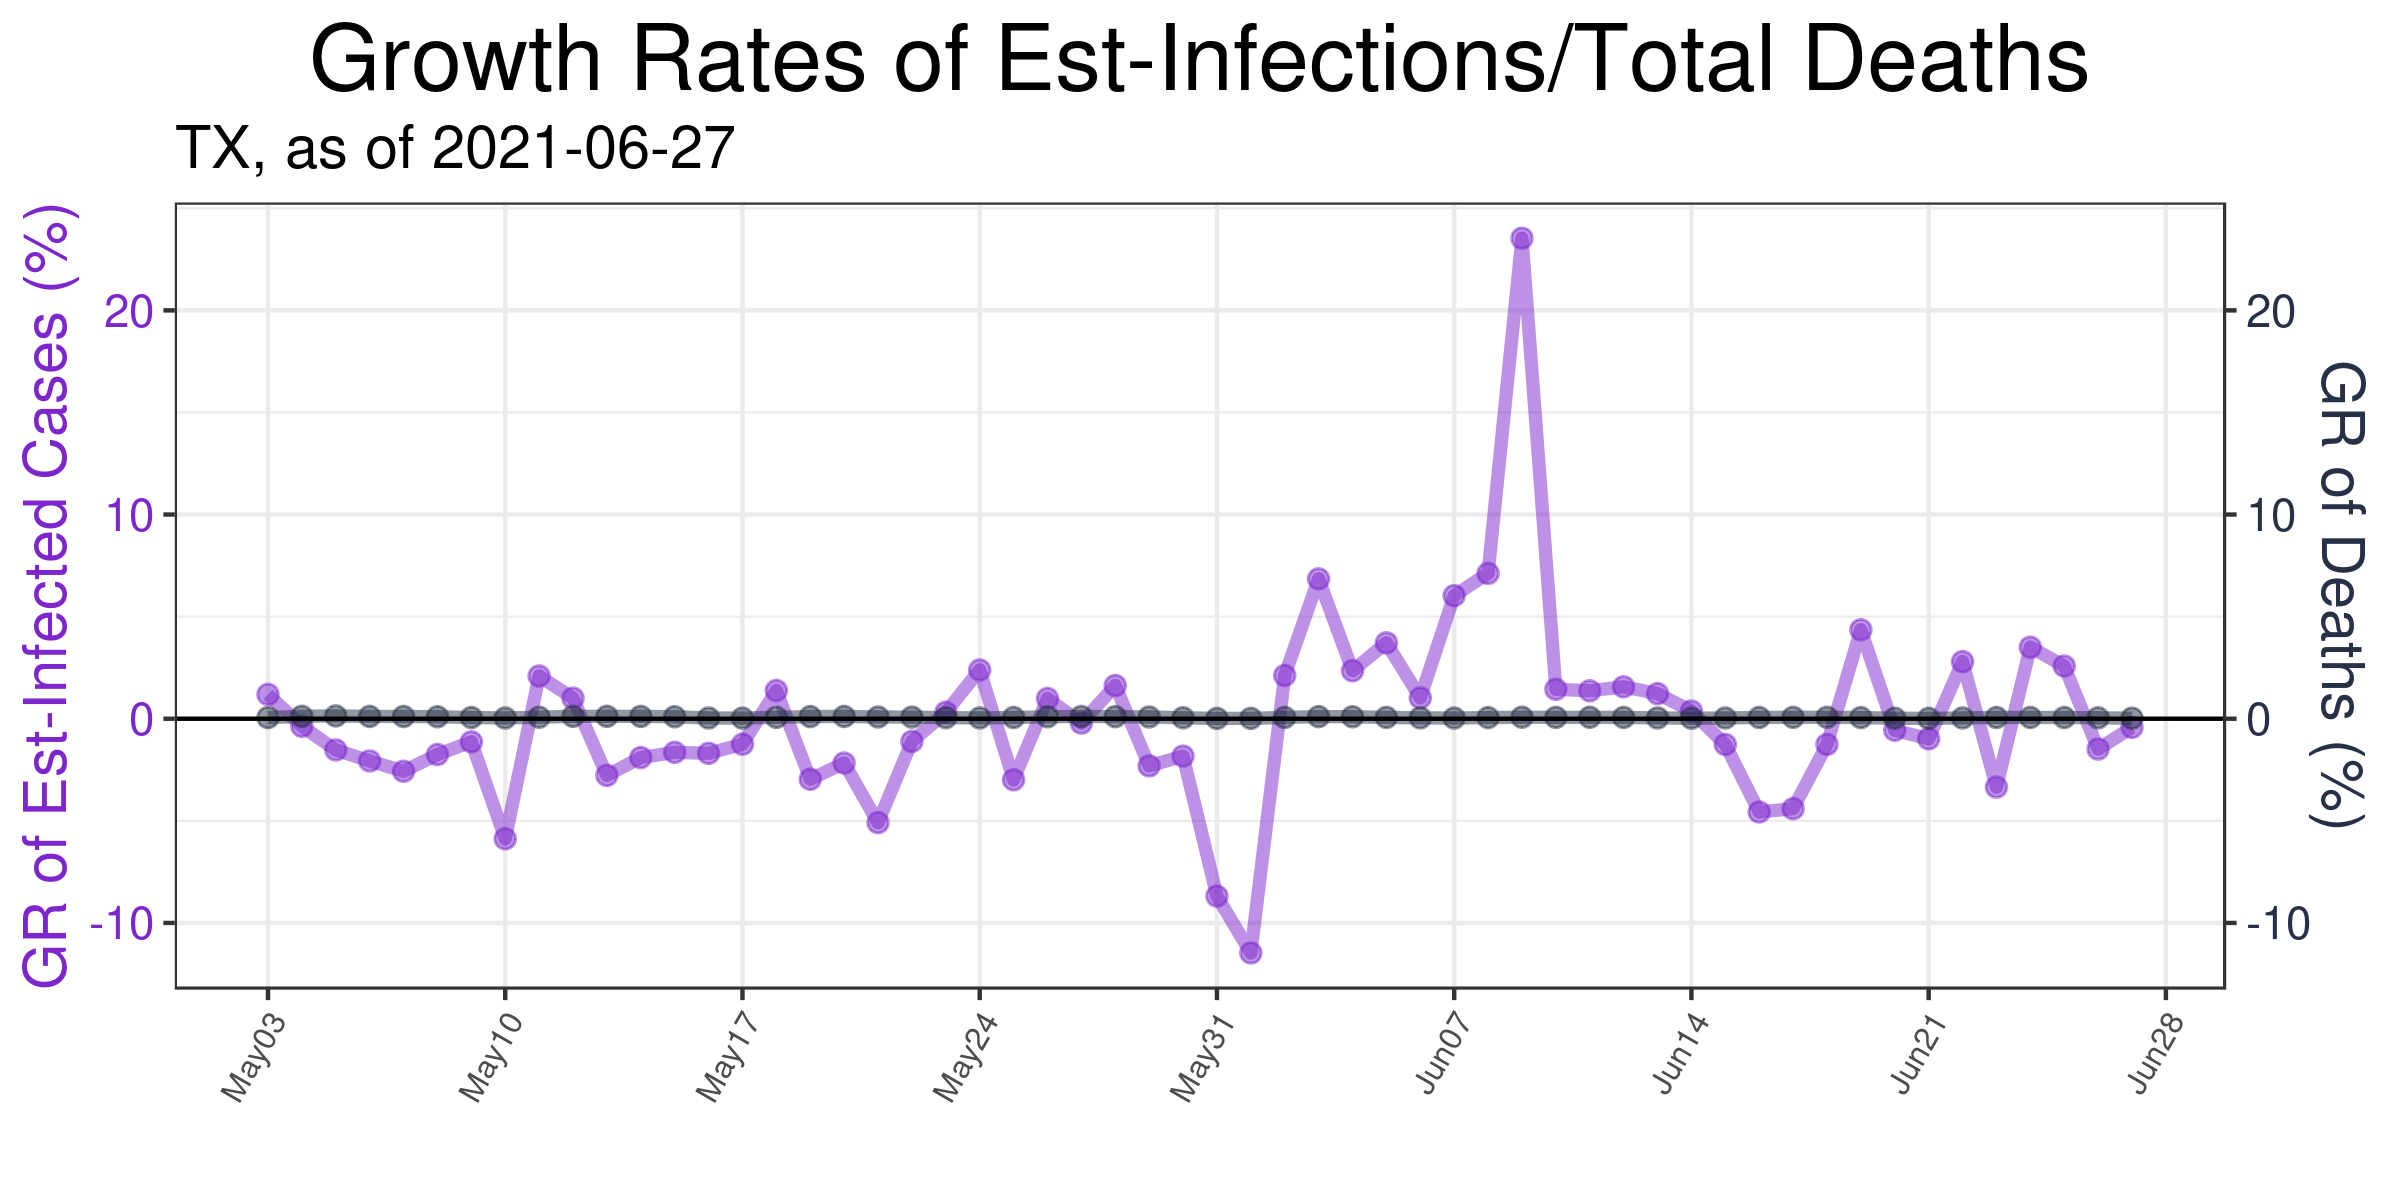 Growth Rates of Est-Infections/Total Deaths
TX, as of 2021-06-27
GR of Est-Infected Cases (%)
20
10
0
-10
20
10
0
-10
GR of Deaths (%)
May03
May10
May17
May24
May31
Jun07
Jun14
Jun21
Jun28